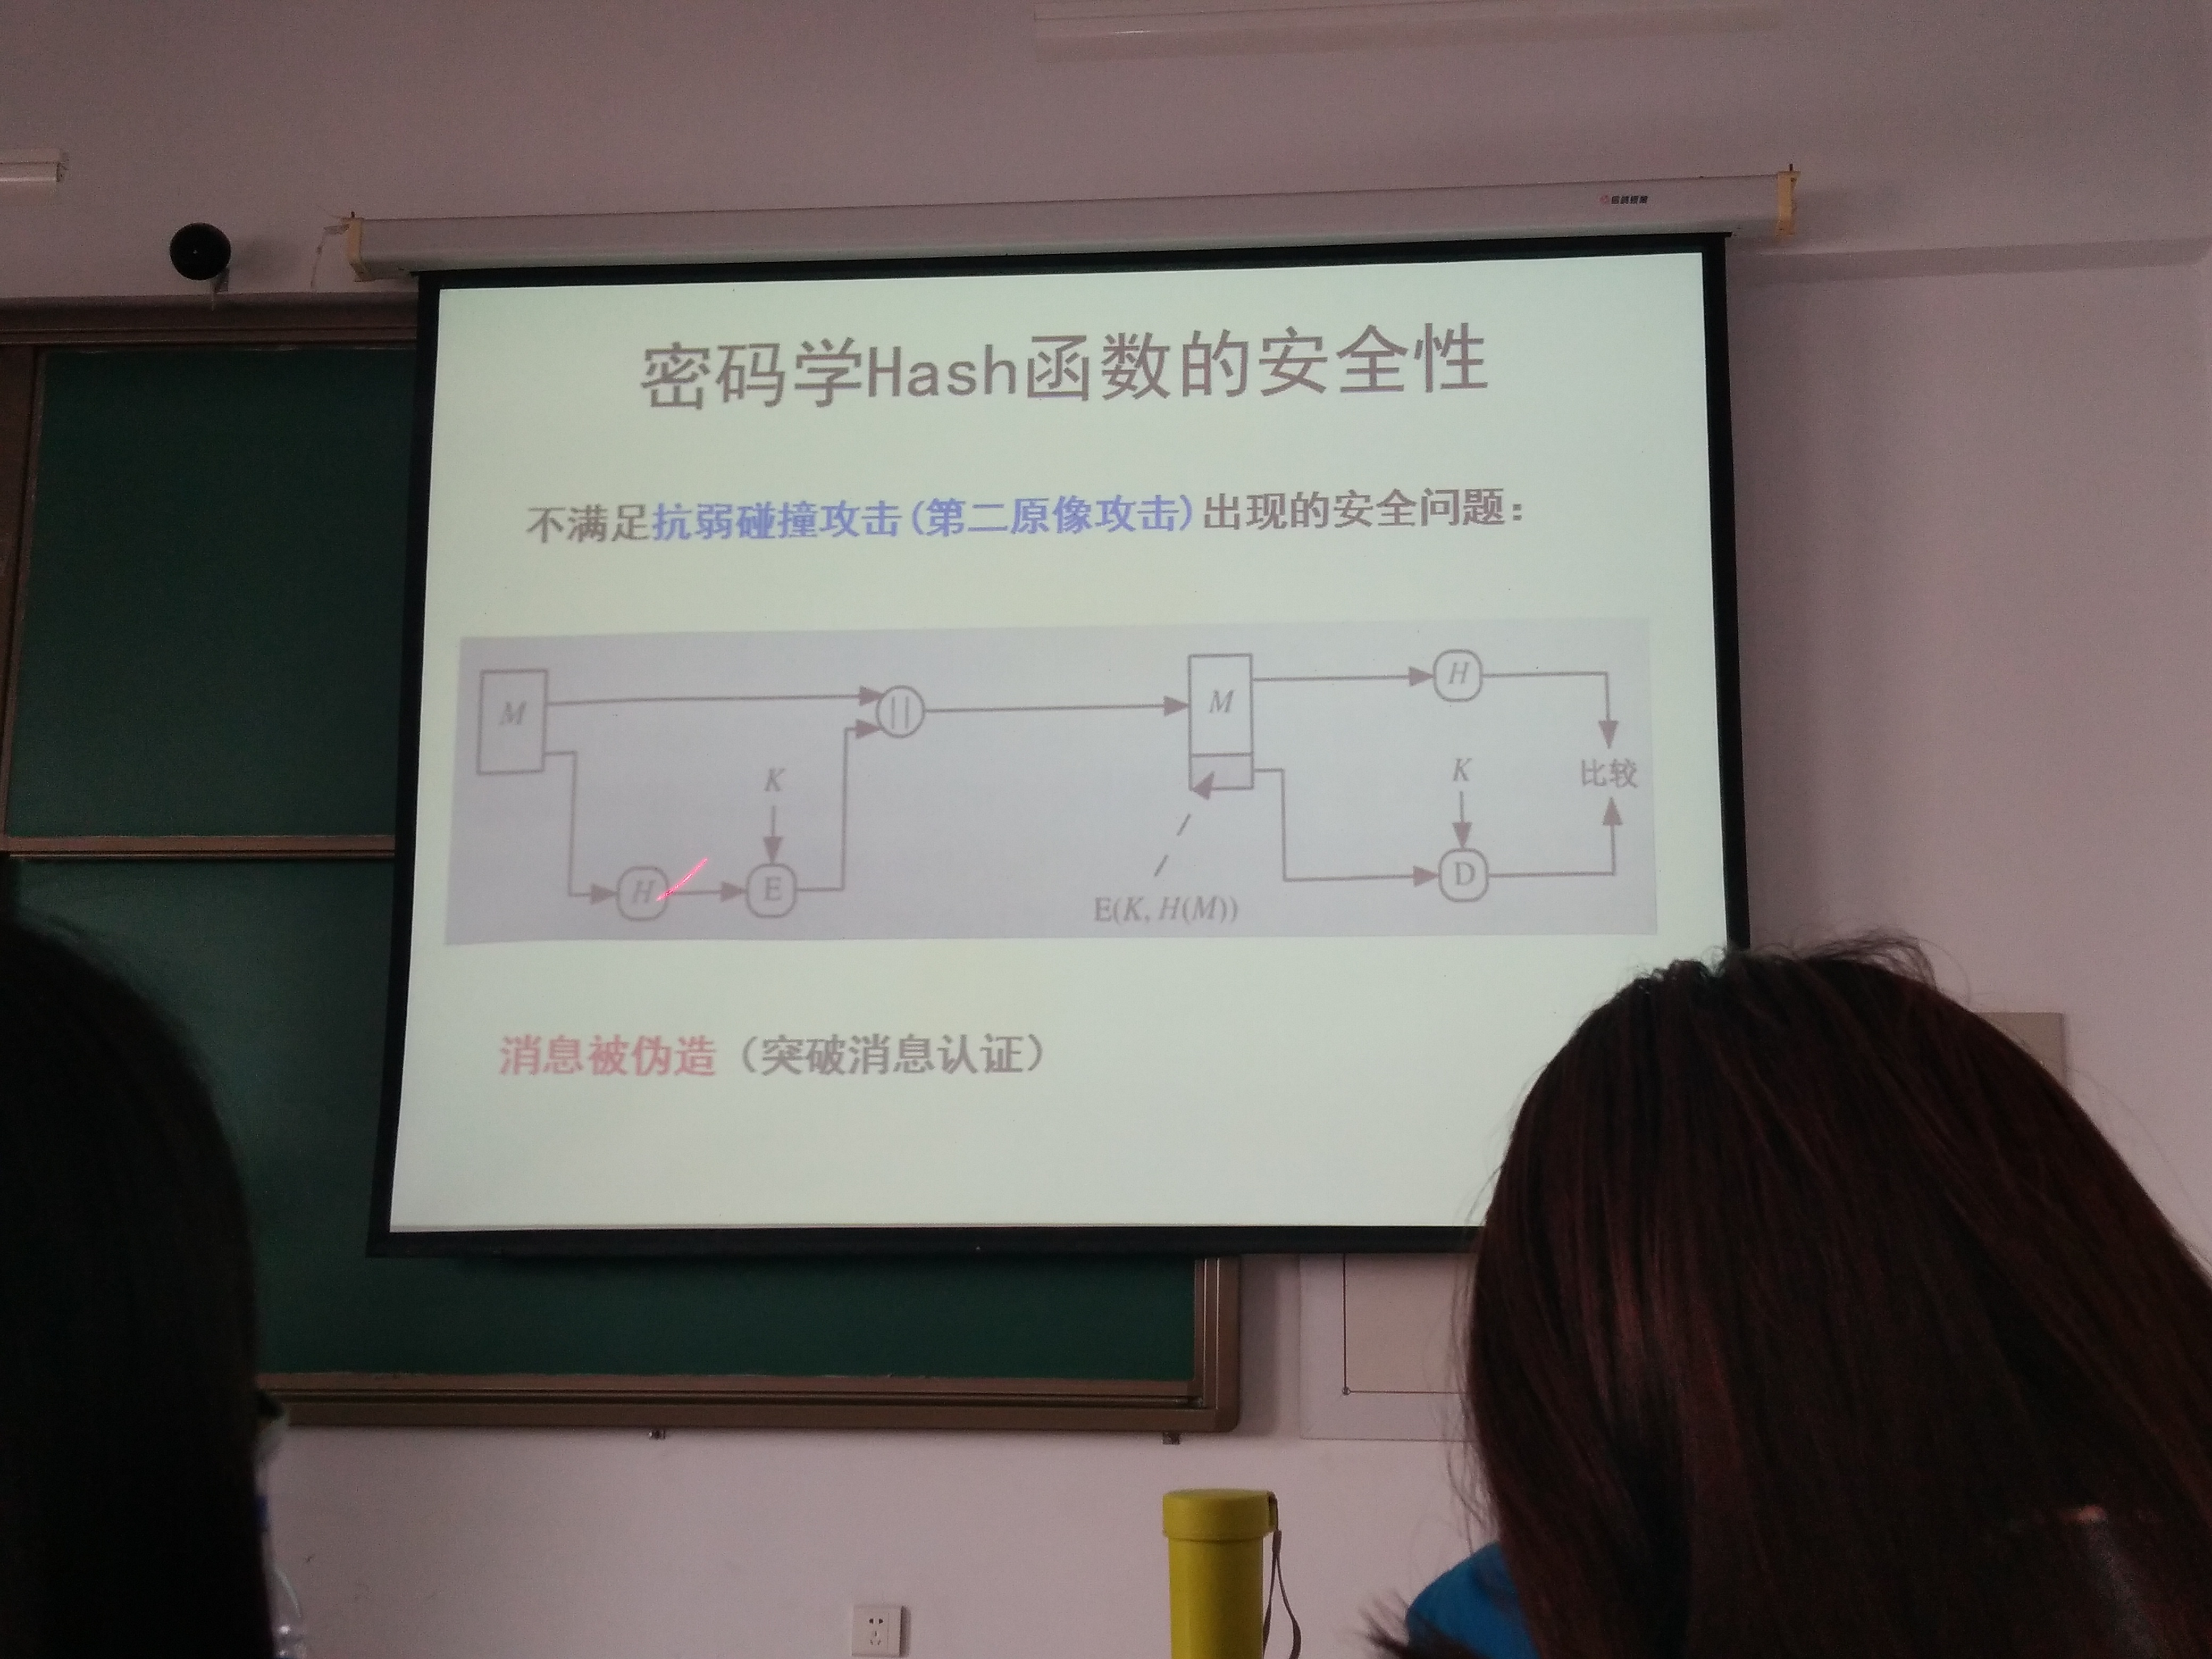 密码学Hash函数的安全性
不满足抗弱碰撞攻击(第二原像攻击)出现的安全问题：
M
||
M
H
K
K
比较
H
E
D
E(K, H(M))
消息被伪造（突破消息认证）